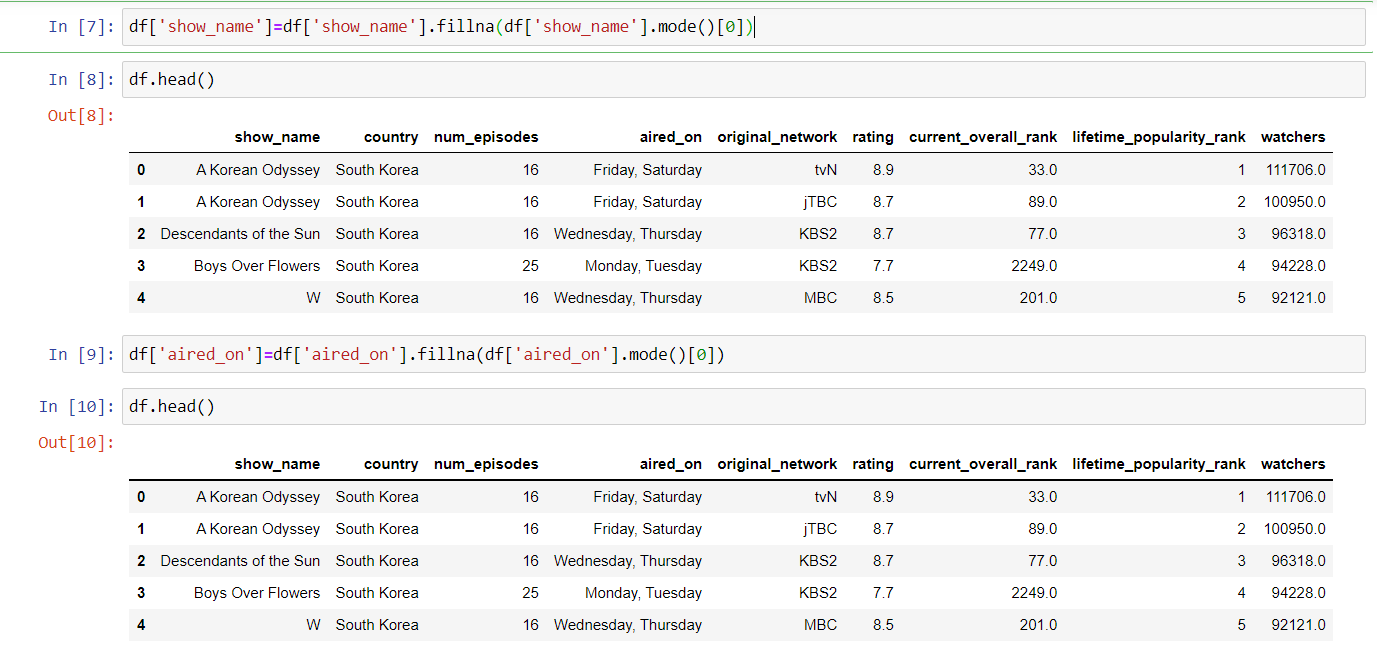 In [7]: df['show_name']=df['show_name'].fillna(df['show_name'].mode()[0])
In [8]: df.head()
Out[8]:
show_name country num_episodes aired_on original_network rating current_overall_rank lifetime_popularity_rank watchers
0 A Korean Odyssey South Korea 16 Friday, Saturday tvN 8.9 33.0 1 111706.0
1 A Korean Odyssey South Korea 16 Friday, Saturday jTBC 8.7 89.0 2 100950.0
2 Descendants of the Sun South Korea 16 Wednesday, Thursday KBS2 8.7 77.0 3 96318.0
3 Boys Over Flowers South Korea 25 Monday, Tuesday KBS2 7.7 2249.0 4 94228.0
4 W South Korea 16 Wednesday, Thursday MBC 8.5 201.0 5 92121.0
In [9]: df['aired_on']=df['aired_on'].fillna(df['aired_on'].mode()[0])
In [10]: df.head()
Out[10]:
show_name country num_episodes aired_on original_network rating current_overall_rank lifetime_popularity_rank watchers
0 A Korean Odyssey South Korea 16 Friday, Saturday tvN 8.9 33.0 1 111706.0
1 A Korean Odyssey South Korea 16 Friday, Saturday jTBC 8.7 89.0 2 100950.0
2 Descendants of the Sun South Korea 16 Wednesday, Thursday KBS2 8.7 77.0 3 96318.0
3 Boys Over Flowers South Korea 25 Monday, Tuesday KBS2 7.7 2249.0 4 94228.0
4 W South Korea 16 Wednesday, Thursday MBC 8.5 201.0 5 92121.0